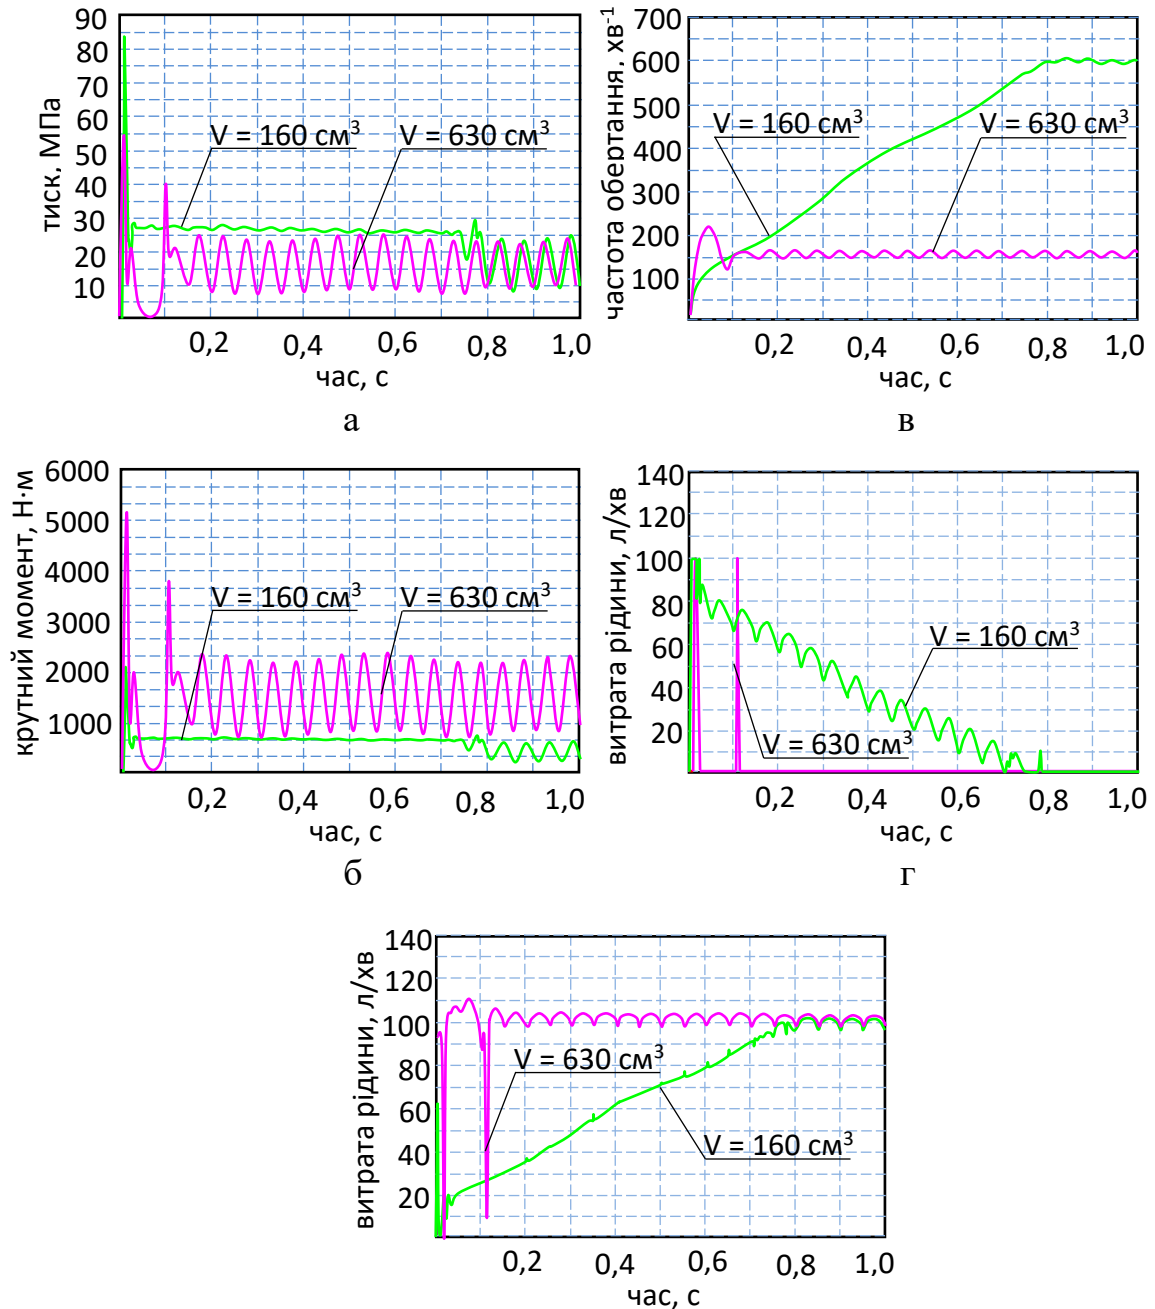 90
80
70
60
50
40
30
20
10
тиск, МПа
V = 160 см³
V = 630 см³
0,2
0,4
0,6
0,8
1,0
час, с
а
700
600
500
400
300
200
100
частота обертання, хв⁻¹
V = 160 см³
V = 630 см³
0,2
0,4
0,6
0,8
1,0
час, с
в
6000
5000
4000
3000
2000
1000
крутний момент, Н·м
V = 160 см³
V = 630 см³
0,2
0,4
0,6
0,8
1,0
час, с
б
140
120
100
80
60
40
20
витрата рідини, л/хв
V = 160 см³
V = 630 см³
0,2
0,4
0,6
0,8
1,0
час, с
г
140
120
100
80
60
40
20
витрата рідини, л/хв
V = 630 см³
V = 160 см³
0,2
0,4
0,6
0,8
1,0
час, с